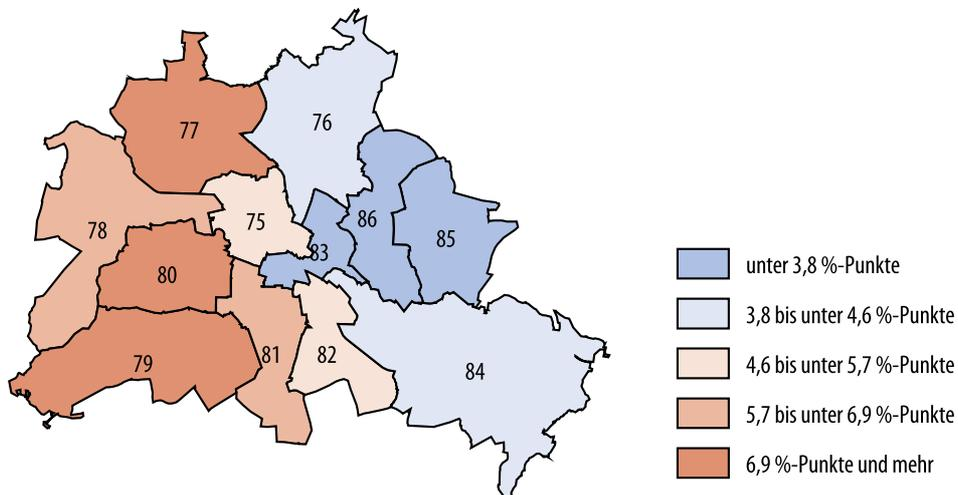 76
77
75
78
86
85
83
80
79
81
82
84
unter 3,8 %-Punkte
3,8 bis unter 4,6 %-Punkte
4,6 bis unter 5,7 %-Punkte
5,7 bis unter 6,9 %-Punkte
6,9 %-Punkte und mehr